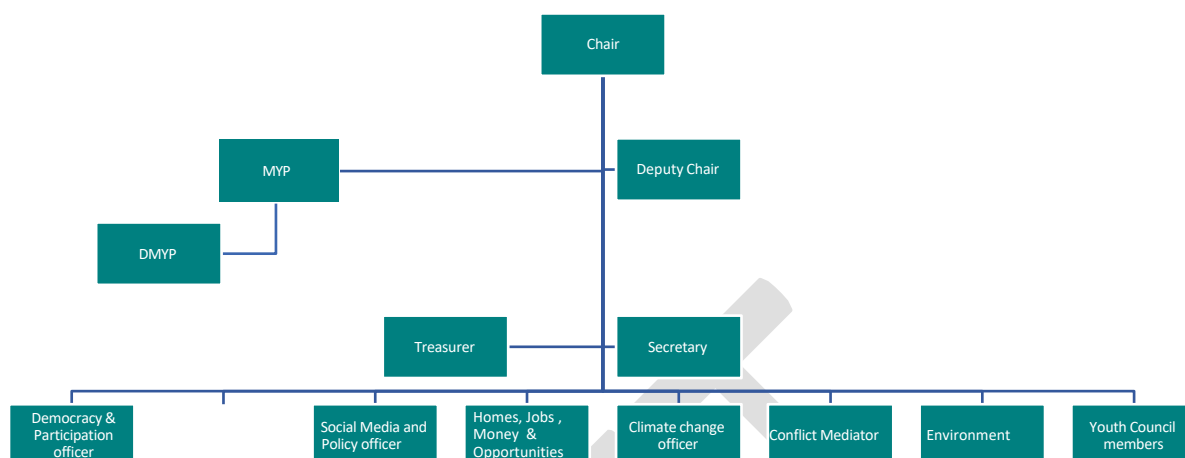 Chair
MYP
Deputy Chair
DMYP
Treasurer
Secretary
Democracy &
Participation
officer
Social Media and
Policy officer
Homes, Jobs ,
Money  &
Opportunities
Climate change
officer
Conflict Mediator
Environment
Youth Council
members